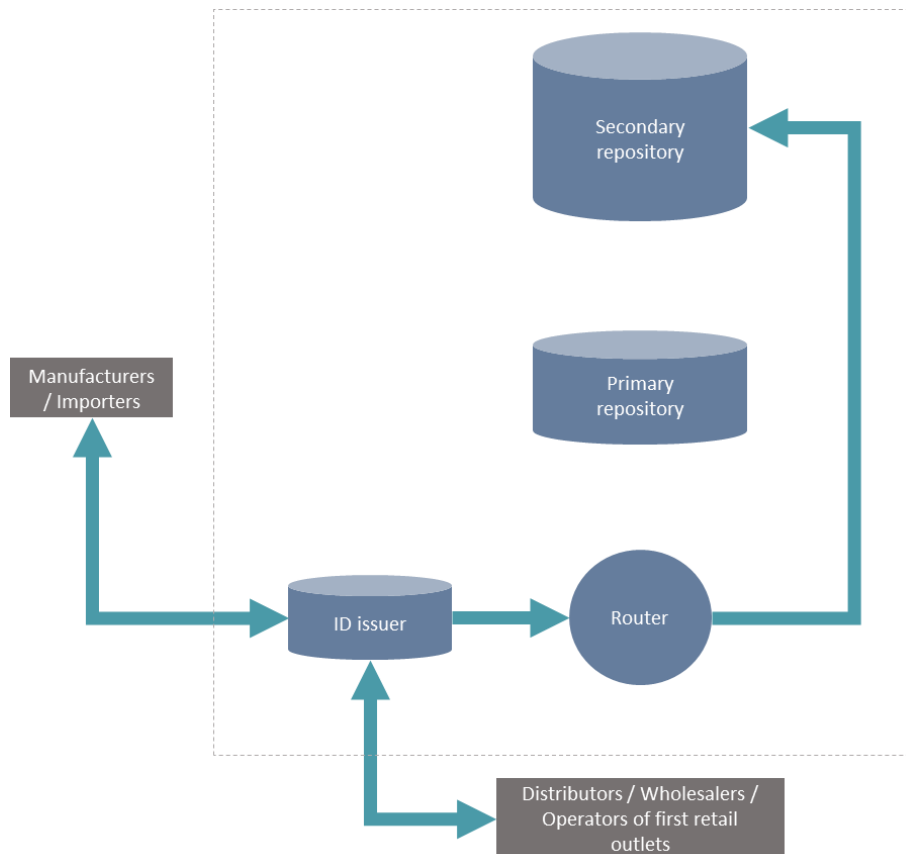 Secondary
repository
Primary
repository
Manufacturers
/ Importers
ID issuer
Router
Distributors / Wholesalers /
Operators of first retail
outlets